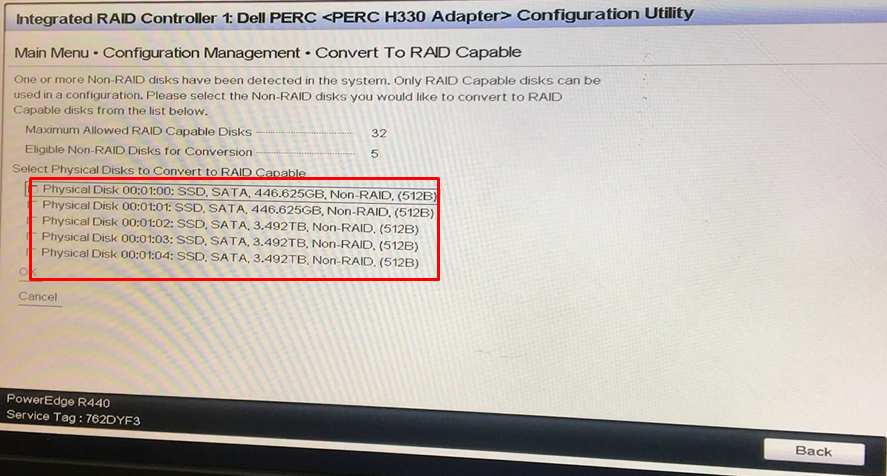 Integrated RAID Controller 1: Dell PERC <PERC H330 Adapter> Configuration Utility
Main Menu • Configuration Management • Convert To RAID Capable
One or more Non-RAID disks have been detected in the system. Only RAID Capable disks can be
used in a configuration. Please select the Non-RAID disks you would like to convert to RAID
Capable disks from the list below.
Maximum Allowed RAID Capable Disks 32
Eligible Non-RAID Disks for Conversion 5
Select Physical Disks to Convert to RAID Capable
Physical Disk 00:01:00: SSD, SATA, 446.625GB, Non-RAID, (512B)
Physical Disk 00:01:01: SSD, SATA, 446.625GB, Non-RAID, (512B)
Physical Disk 00:01:02: SSD, SATA, 3.492TB, Non-RAID, (512B)
Physical Disk 00:01:03: SSD, SATA, 3.492TB, Non-RAID, (512B)
Physical Disk 00:01:04: SSD, SATA, 3.492TB, Non-RAID, (512B)
OK
Cancel
PowerEdge R440
Service Tag : 762DYF3
Back